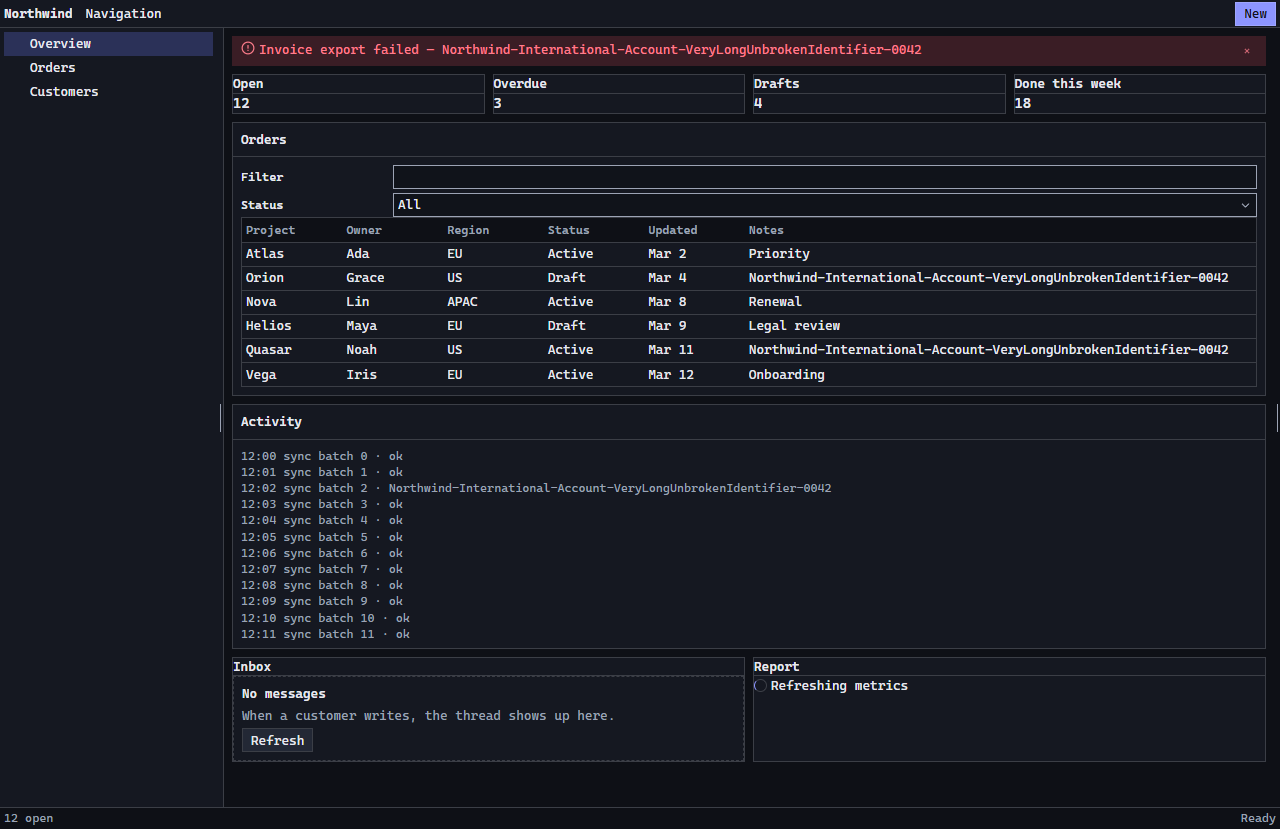 Northwind Navigation New
Overview
Orders
Customers
Invoice export failed — Northwind-International-Account-VeryLongUnbrokenIdentifier-0042 ×
Open Overdue Drafts Done this week
12 3 4 18
Orders
Filter
Status All
Project Owner Region Status Updated Notes
Atlas Ada EU Active Mar 2 Priority
Orion Grace US Draft Mar 4 Northwind-International-Account-VeryLongUnbrokenIdentifier-0042
Nova Lin APAC Active Mar 8 Renewal
Helios Maya EU Draft Mar 9 Legal review
Quasar Noah US Active Mar 11 Northwind-International-Account-VeryLongUnbrokenIdentifier-0042
Vega Iris EU Active Mar 12 Onboarding
Activity
12:00 sync batch 0 · ok
12:01 sync batch 1 · ok
12:02 sync batch 2 · Northwind-International-Account-VeryLongUnbrokenIdentifier-0042
12:03 sync batch 3 · ok
12:04 sync batch 4 · ok
12:05 sync batch 5 · ok
12:06 sync batch 6 · ok
12:07 sync batch 7 · ok
12:08 sync batch 8 · ok
12:09 sync batch 9 · ok
12:10 sync batch 10 · ok
12:11 sync batch 11 · ok
Inbox
No messages
When a customer writes, the thread shows up here.
Refresh
Report
Refreshing metrics
12 open Ready